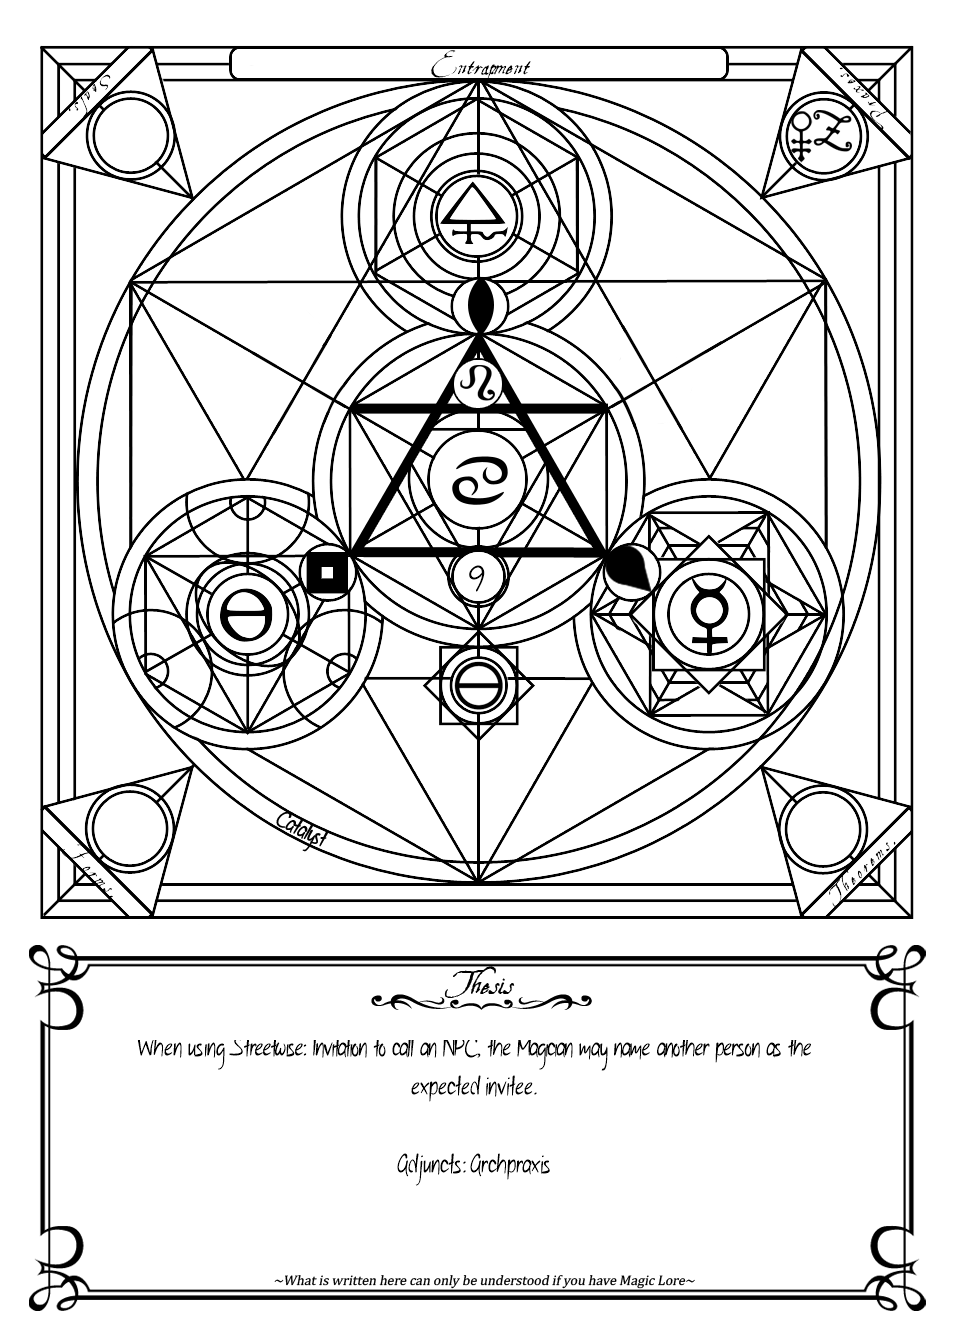 Entrapment
Seals.
Praxes.
9
Catalyst
Forms.
Theorems.
Thesis
When using Streetwise: Invitation to call an NPC, the Magician may name another person as the
expected invitee.
Adjuncts: Archpraxis
~What is written here can only be understood if you have Magic Lore~